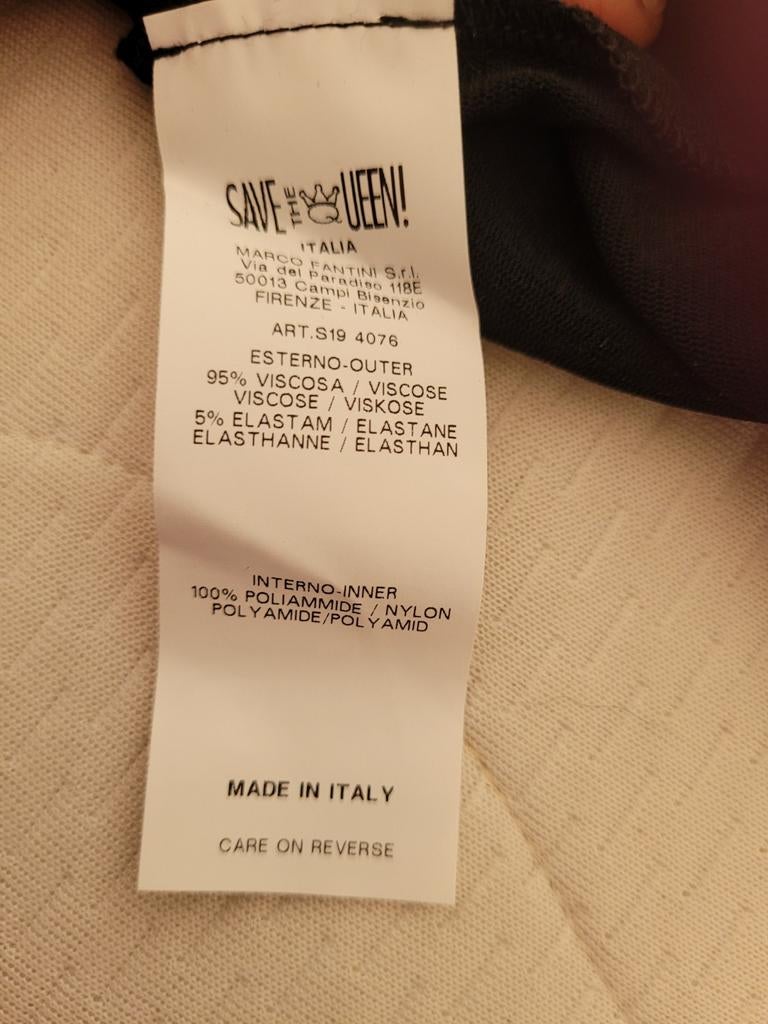 SAVE THE QUEEN!
ITALIA
MARCO FANTINI S.r.l.
Via del Paradiso 118E
50013 Campi Bisenzio
FIRENZE - ITALIA
ART.S19 4076
ESTERNO-OUTER
95% VISCOSA / VISCOSE
VISCOSE / VISKOSE
5% ELASTAM / ELASTANE
ELASTHANNE / ELASTHAN
INTERNO-INNER
100% POLIAMMIDE / NYLON
POLYAMIDE/POLYAMID
MADE IN ITALY
CARE ON REVERSE